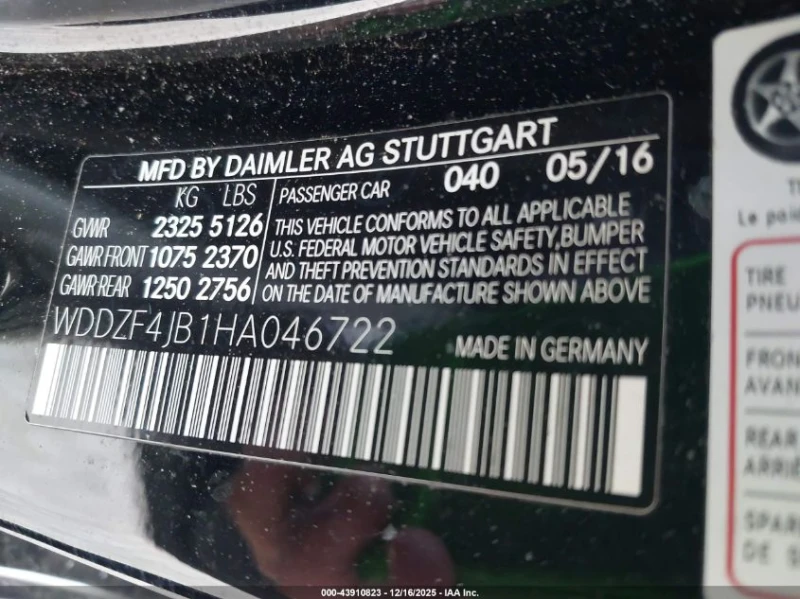 MFD BY DAIMLER AG STUTTGART
KG LBS
GVWR 2325 5126
GAWR FRONT 1075 2370
GAWR-REAR 1250 2756
PASSENGER CAR 040 05/16
THIS VEHICLE CONFORMS TO ALL APPLICABLE
U.S. FEDERAL MOTOR VEHICLE SAFETY,BUMPER
AND THEFT PREVENTION STANDARDS IN EFFECT
ON THE DATE OF MANUFACTURE SHOWN ABOVE
WDDZF4JB1HA046722
MADE IN GERMANY
Le
TIRE
FRON
AVAN
REAR
ARRIÈ
SPAR
DE
000-43910823 - 12/16/2025 - IAA Inc.